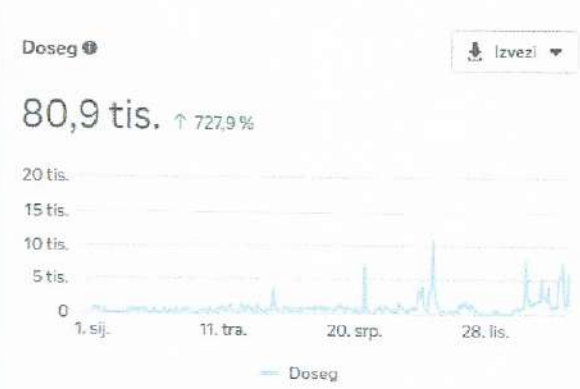 Doseg
Izvezi
80,9 tis. ↑ 727,9 %
20 tis.
15 tis.
10 tis.
5 tis.
0
1. sij. 11. tra. 20. srp. 28. lis.
Doseg